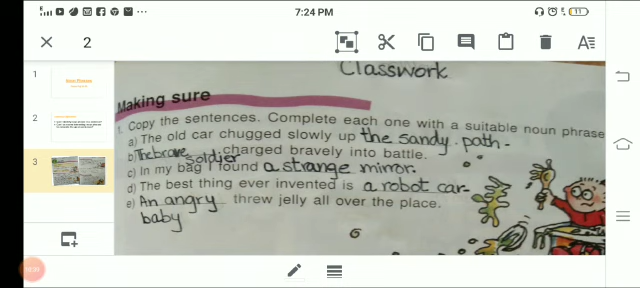 7:24 PM
11
2
1
2
3
Classwork
Making sure
1. Copy the sentences. Complete each one with a suitable noun phrase
a) The old car chugged slowly up the sandy path.
b) The brave soldier charged bravely into battle.
c) In my bag I found a strange mirror.
d) The best thing ever invented is a robot car.
e) An angry baby threw jelly all over the place.
6